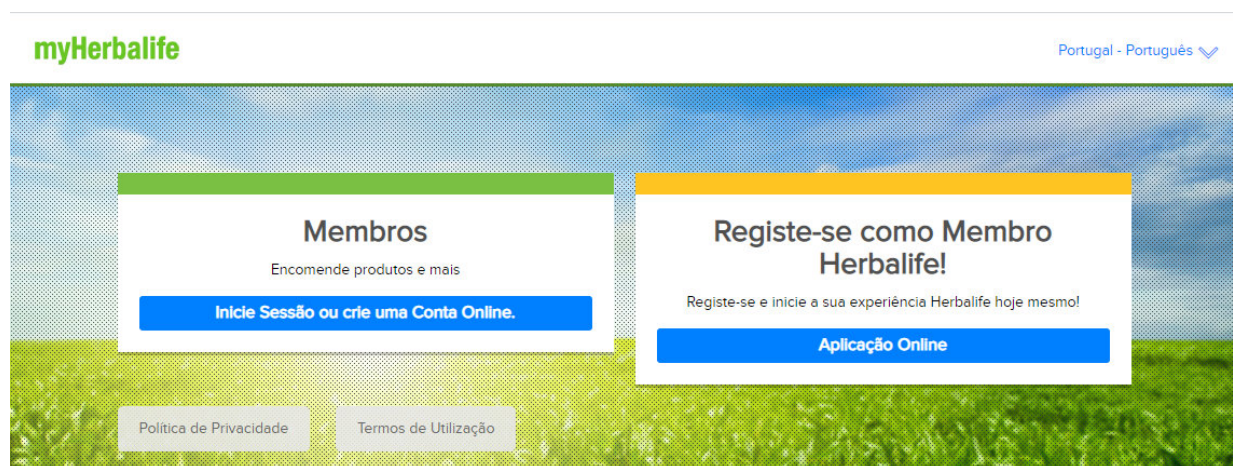 myHerbalife
Portugal - Português
Membros
Encomende produtos e mais
Inicie Sessão ou crie uma Conta Online.
Registe-se como Membro
Herbalife!
Registe-se e inicie a sua experiência Herbalife hoje mesmo!
Aplicação Online
Política de Privacidade
Termos de Utilização